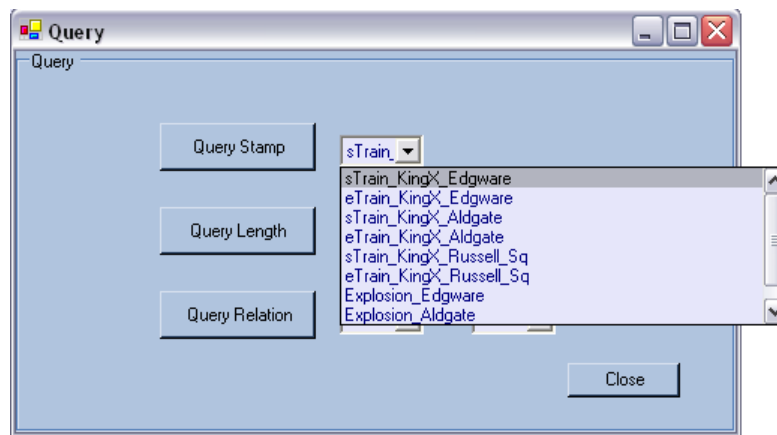 Query
Query
Query Stamp
sTrain_
sTrain_KingX_Edgware
eTrain_KingX_Edgware
sTrain_KingX_Aldgate
eTrain_KingX_Aldgate
sTrain_KingX_Russell_Sq
eTrain_KingX_Russell_Sq
Explosion_Edgware
Explosion_Aldgate
Query Length
Query Relation
Close